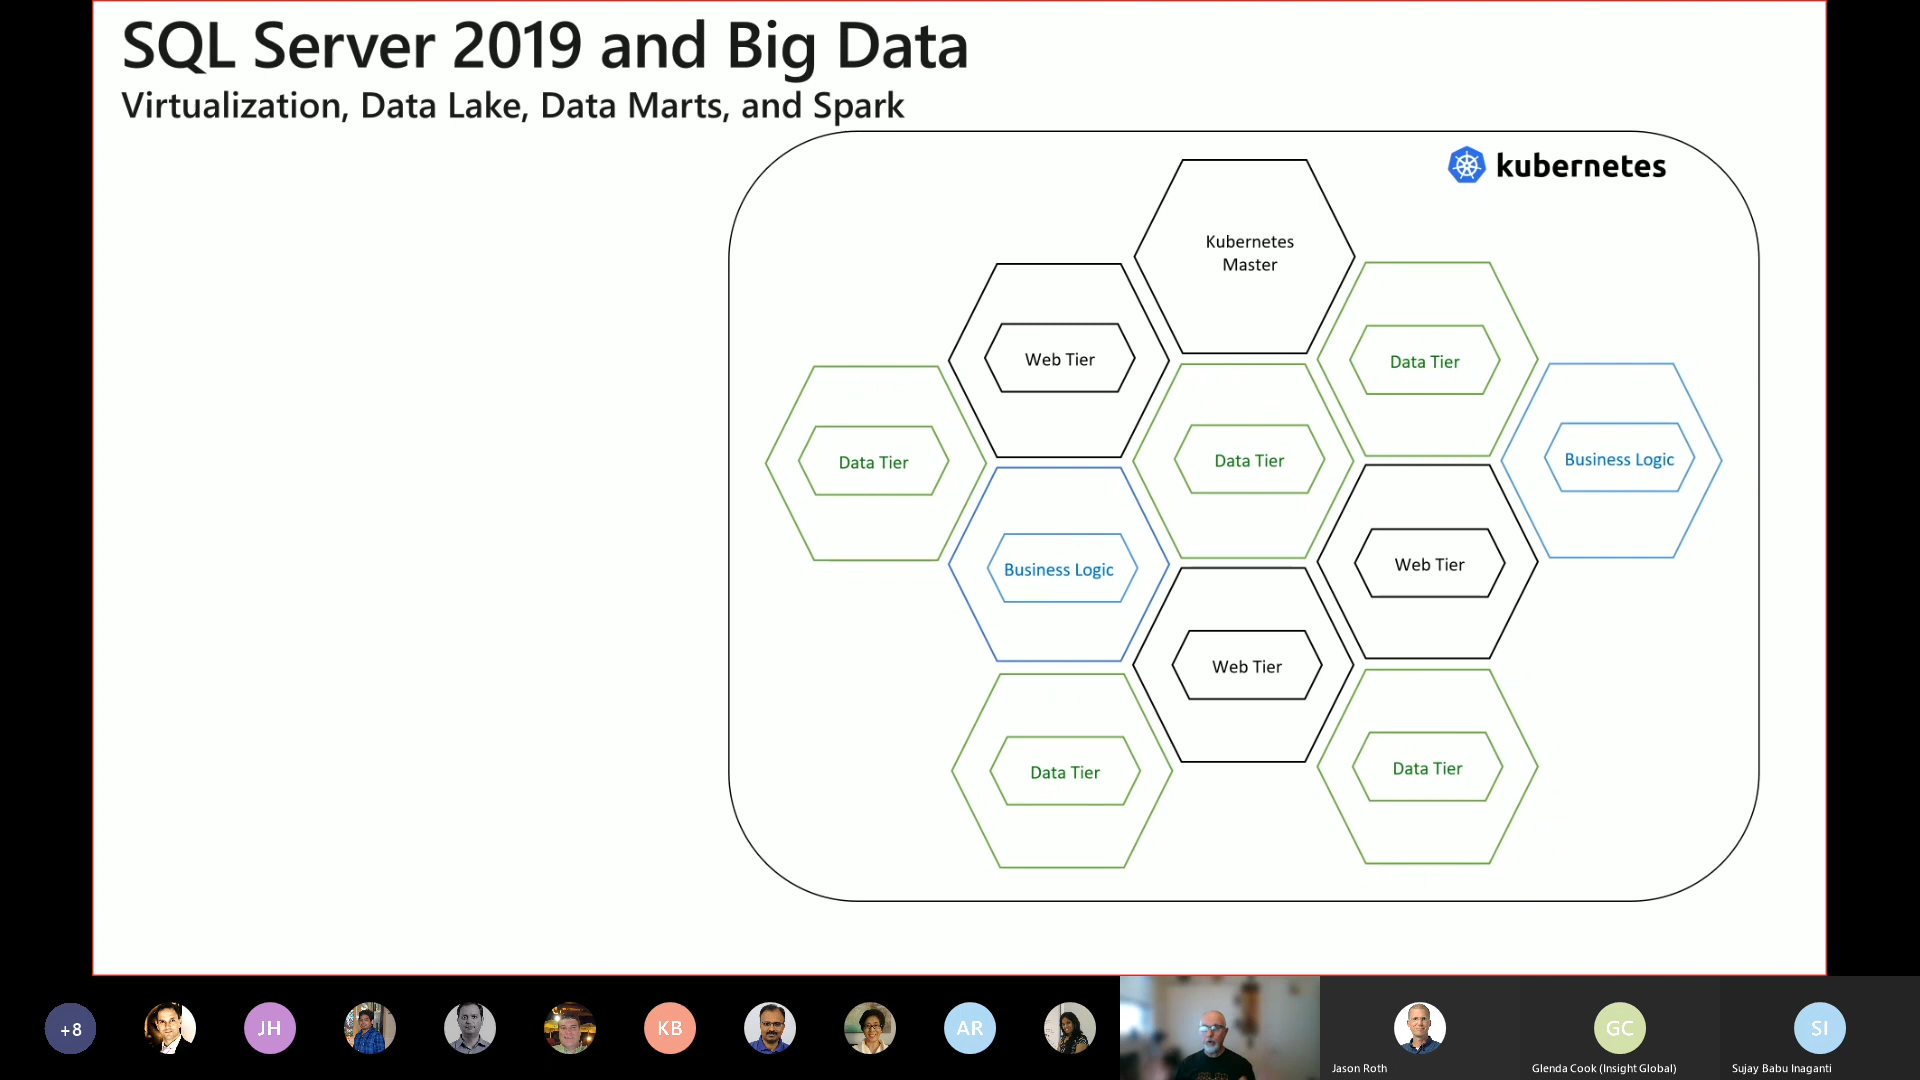 SQL Server 2019 and Big Data
Virtualization, Data Lake, Data Marts, and Spark
kubernetes
Kubernetes
Master
Web Tier
Data Tier
Data Tier
Data Tier
Business Logic
Business Logic
Web Tier
Web Tier
Data Tier
Data Tier
+8
JH
KB
AR
GC
SI
Jason Roth
Glenda Cook (Insight Global)
Sujay Babu Inaganti